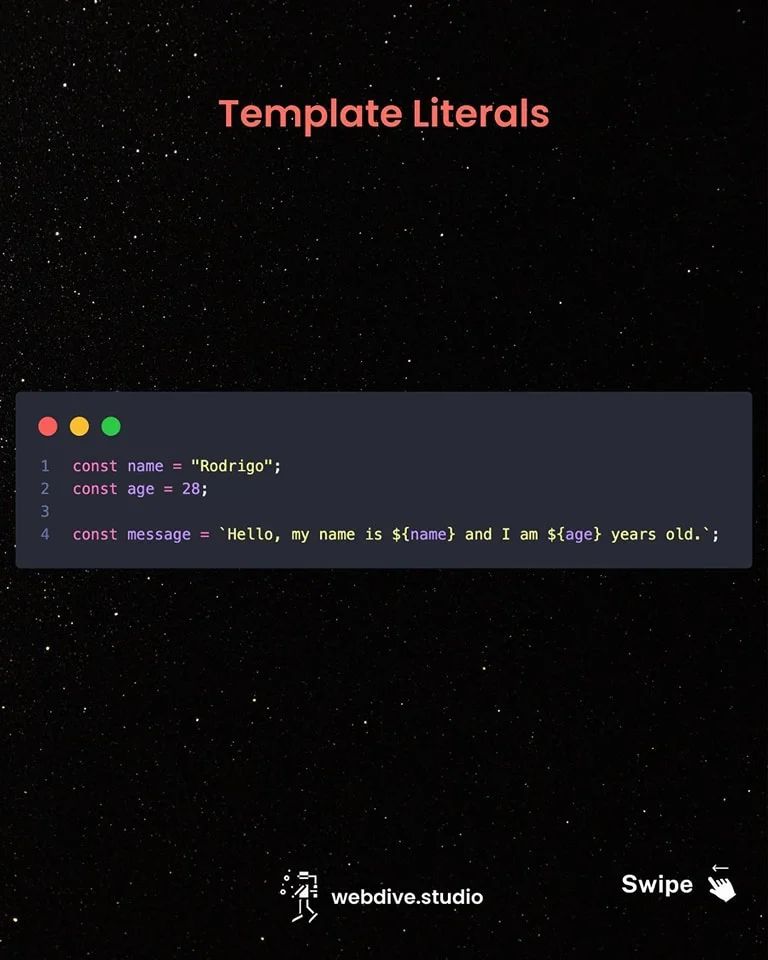 Template Literals
1 const name = "Rodrigo";
2 const age = 28;
3
4 const message = `Hello, my name is ${name} and I am ${age} years old.`;
webdive.studio
Swipe